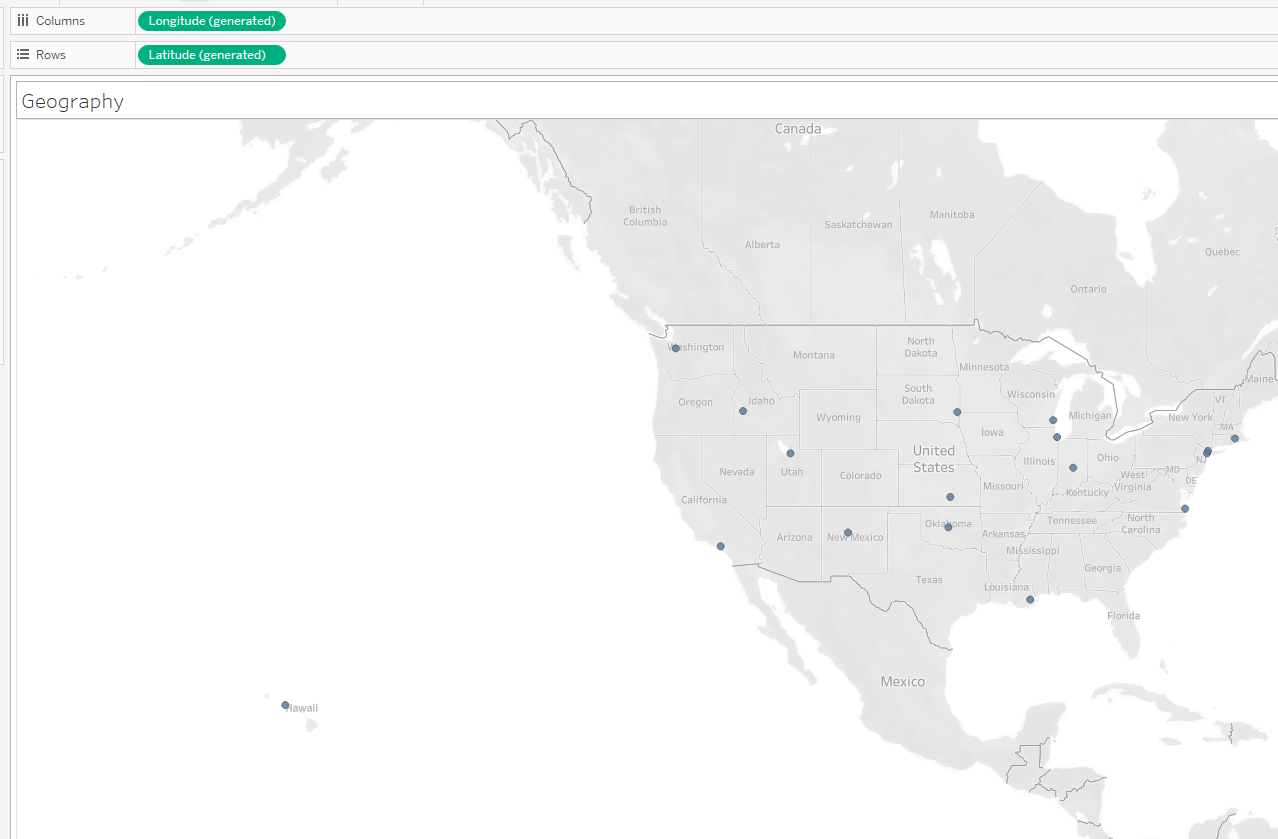 Columns
Longitude (generated)
Rows
Latitude (generated)
Geography
Canada
British
Columbia
Alberta
Saskatchewan
Manitoba
Ontario
Quebec
Washington
Montana
North
Dakota
Minnesota
Oregon
Idaho
South
Dakota
Wisconsin
Michigan
Maine
VT
Wyoming
New York
MA
Iowa
United
States
Nevada
Utah
Colorado
Illinois
Ohio
NJ
MD
DE
West
Virginia
Missouri
Kentucky
California
Arizona
New Mexico
Oklahoma
Arkansas
Tennessee
North
Carolina
Mississippi
Georgia
Texas
Louisiana
Florida
Mexico
Hawaii